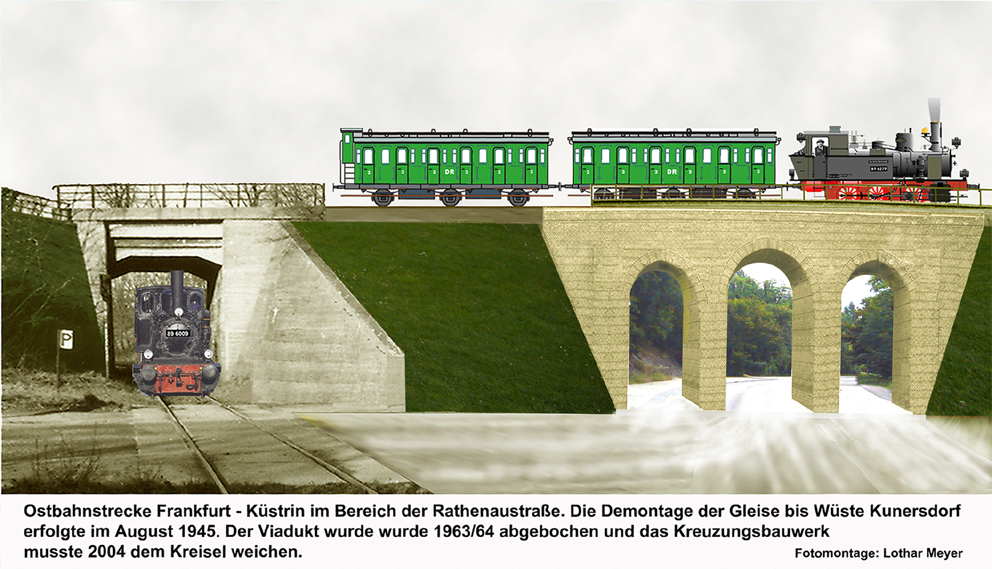 DR
DR
89 6220
89 6009
P
Ostbahnstrecke Frankfurt - Küstrin im Bereich der Rathenaustraße. Die Demontage der Gleise bis Wüste Kunersdorf
erfolgte im August 1945. Der Viadukt wurde wurde 1963/64 abgebochen und das Kreuzungsbauwerk
musste 2004 dem Kreisel weichen.
Fotomontage: Lothar Meyer